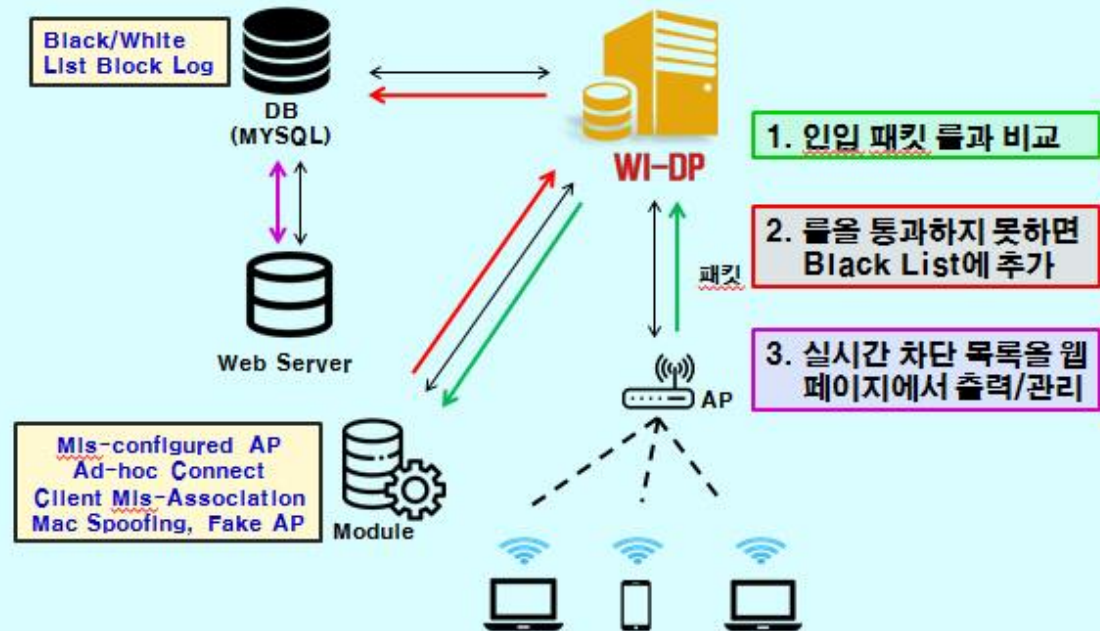 Black/White
List Block Log
DB
(MYSQL)
WI-DP
1. 인입 패킷 룰과 비교
2. 룰올 통과하지 못하면
Black List에 추가
패킷
3. 실시간 차단 목록올 웹
페이지에서 출력/관리
Web Server
AP
Mis-configured AP
Ad-hoc Connect
Client Mis-Association
Mac Spoofing, Fake AP
Module